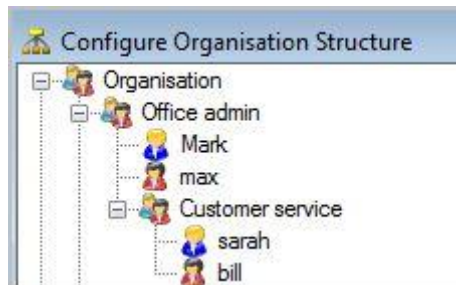 Configure Organisation Structure
Organisation
Office admin
Mark
max
Customer service
sarah
bill